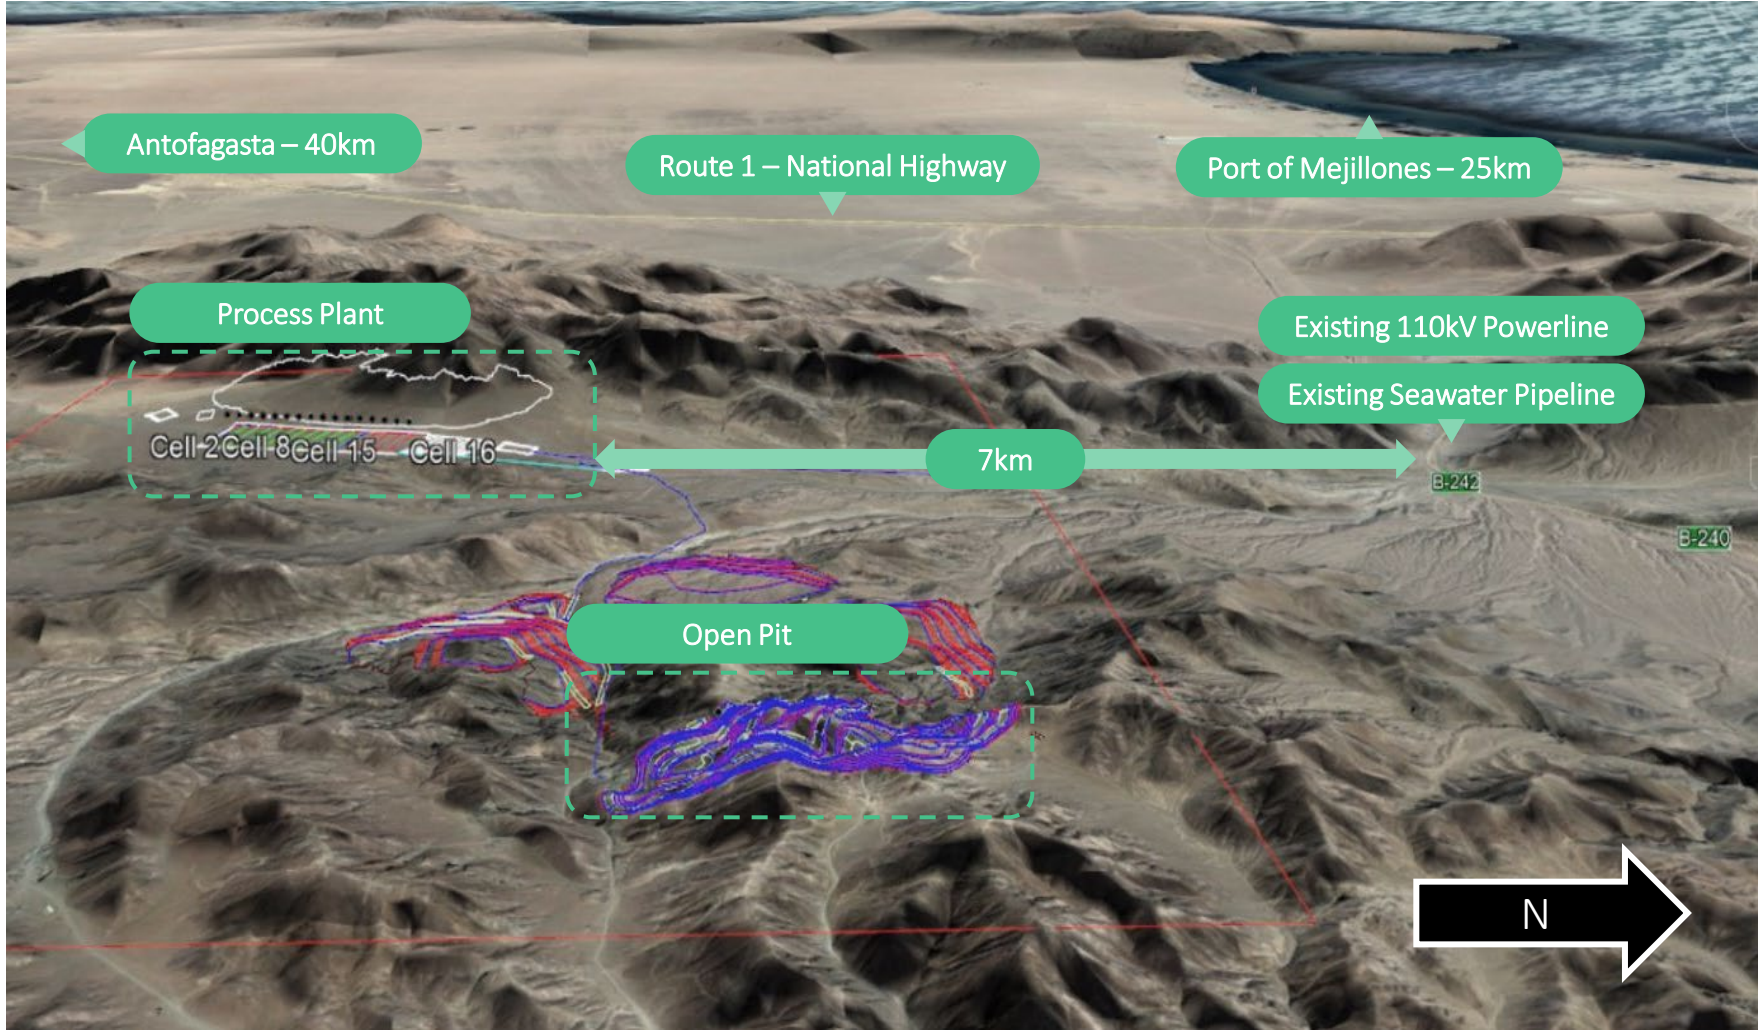 Antofagasta – 40km
Route 1 – National Highway
Port of Mejillones – 25km
Process Plant
Existing 110kV Powerline
Existing Seawater Pipeline
Cell 2 Cell 8 Cell 15 Cell 16
7km
B-242
B-240
Open Pit
N